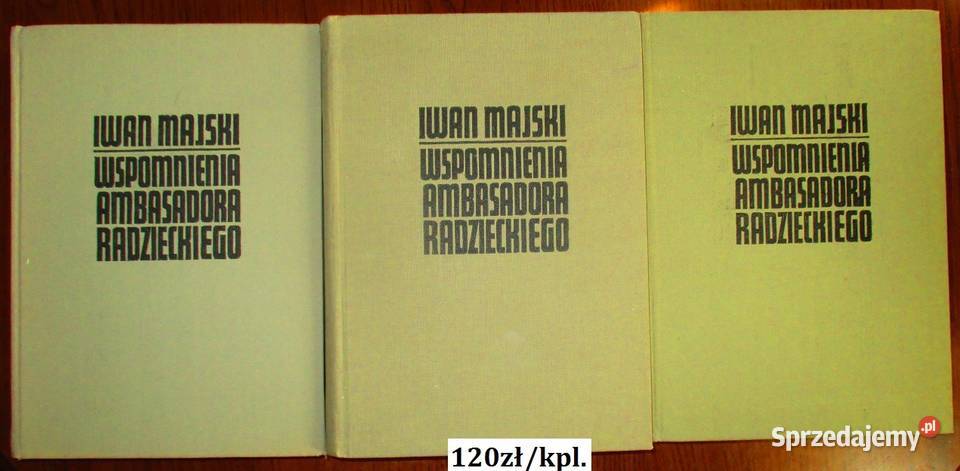 IWAN MAJSKI
WSPOMNIENIA
AMBASADORA
RADZIECKIEGO
IWAN MAJSKI
WSPOMNIENIA
AMBASADORA
RADZIECKIEGO
IWAN MAJSKI
WSPOMNIENIA
AMBASADORA
RADZIECKIEGO
120zł/kpl.
Sprzedajemy.pl